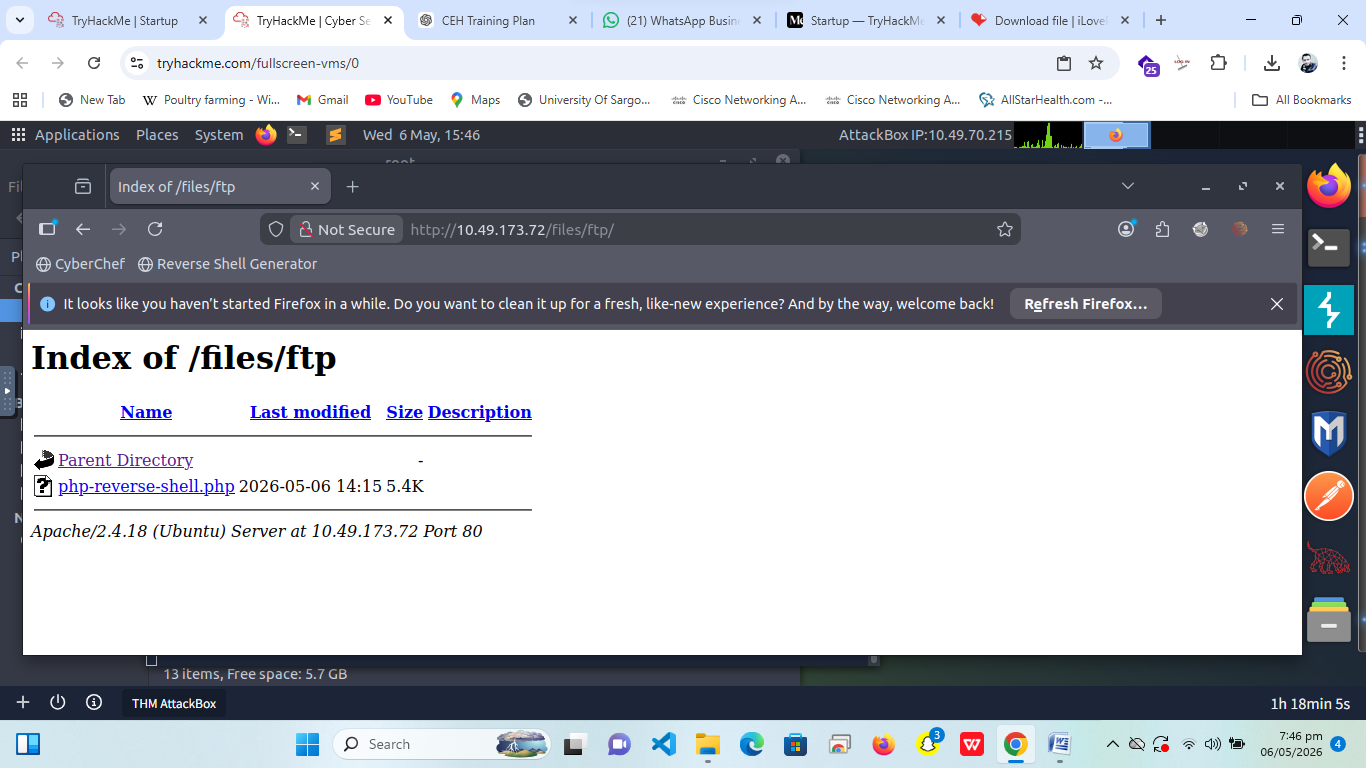 TryHackMe | Startup
TryHackMe | Cyber Se
CEH Training Plan
(21) WhatsApp Busin
Startup — TryHackMe
Download file | iLovel
tryhackme.com/fullscreen-vms/0
25
New Tab
Poultry farming - Wi...
Gmail
YouTube
Maps
University Of Sargo...
Cisco Networking A...
Cisco Networking A...
AllStarHealth.com -...
All Bookmarks
Applications Places System
Wed 6 May, 15:46
AttackBox IP:10.49.70.215
root
Index of /files/ftp
Not Secure
http://10.49.173.72/files/ftp/
CyberChef
Reverse Shell Generator
It looks like you haven’t started Firefox in a while. Do you want to clean it up for a fresh, like-new experience? And by the way, welcome back!
Refresh Firefox...
Index of /files/ftp
Name Last modified Size Description
Parent Directory -
php-reverse-shell.php 2026-05-06 14:15 5.4K
Apache/2.4.18 (Ubuntu) Server at 10.49.173.72 Port 80
13 items, Free space: 5.7 GB
THM AttackBox
1h 18min 5s
Search
3
7:46 pm
06/05/2026
4